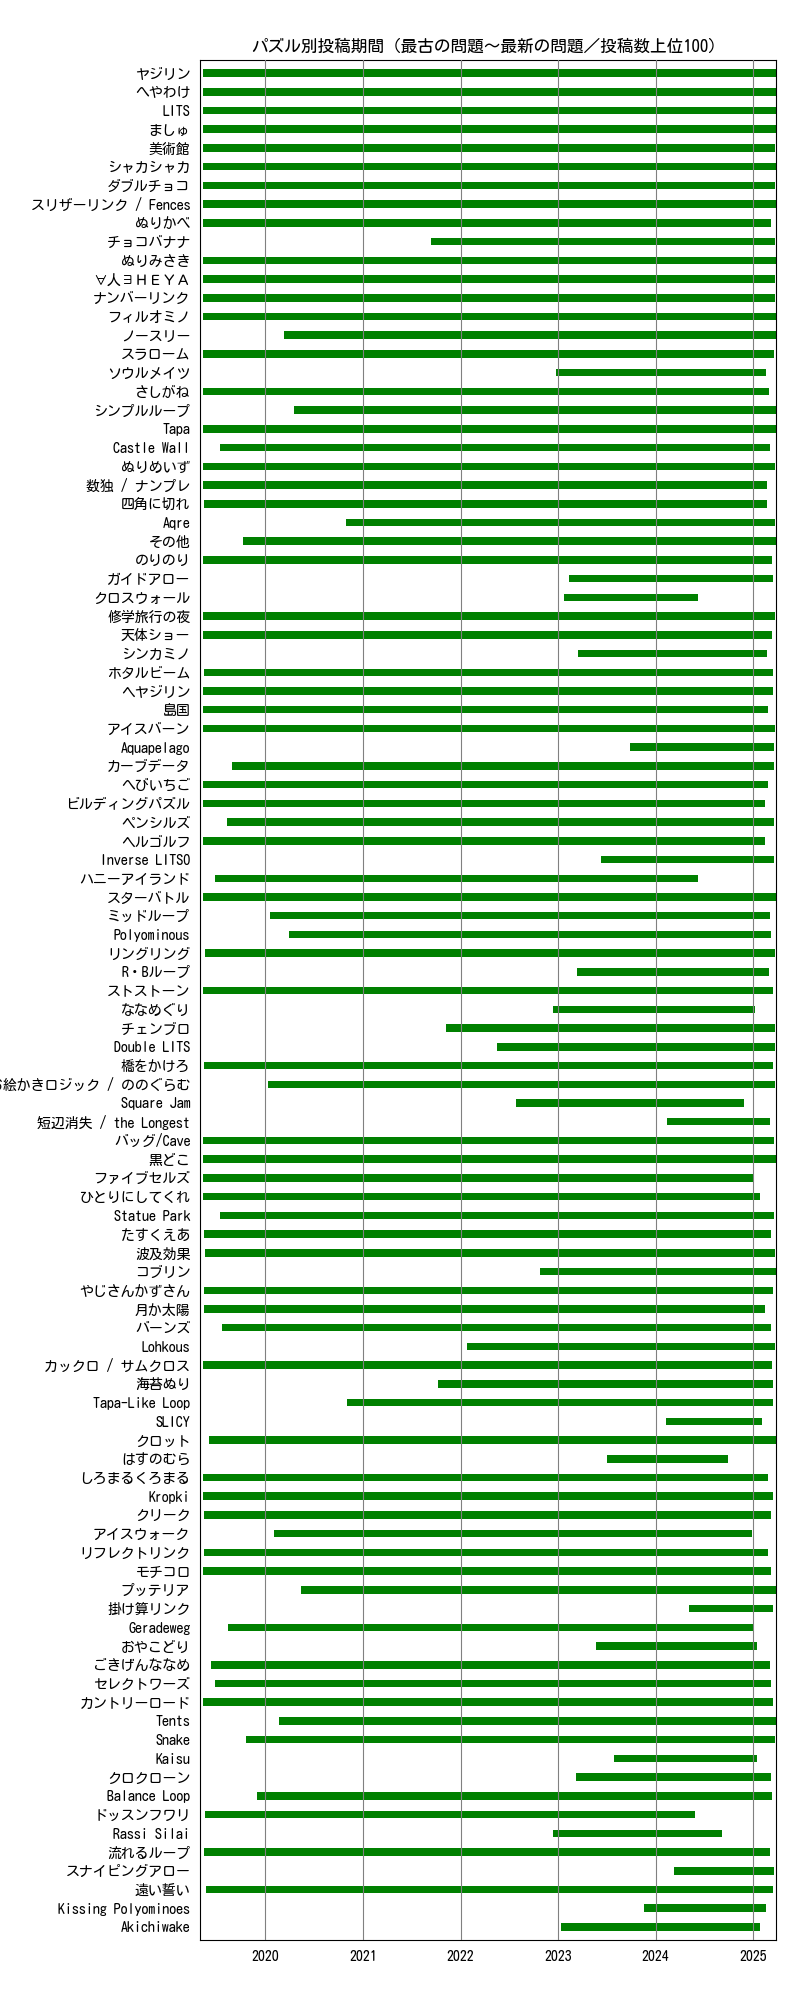 パズル別投稿期間（最古の問題～最新の問題／投稿数上位100）
ヤジリン
へやわけ
LITS
ましゅ
美術館
シャカシャカ
ダブルチョコ
スリザーリンク / Fences
ぬりかべ
チョコバナナ
ぬりみさき
∀人∃ＨＥＹＡ
ナンバーリンク
フィルオミノ
ノースリー
スラローム
ソウルメイツ
さしがね
シンプルループ
Tapa
Castle Wall
ぬりめいず
数独 / ナンプレ
四角に切れ
Aqre
その他
のりのり
ガイドアロー
クロスウォール
修学旅行の夜
天体ショー
シンカミノ
ホタルビーム
ヘヤジリン
島国
アイスバーン
Aquapelago
カーブデータ
へびいちご
ビルディングパズル
ペンシルズ
ヘルゴルフ
Inverse LITSO
ハニーアイランド
スターバトル
ミッドループ
Polyominous
リングリング
R・Bループ
ストストーン
ななめぐり
チェンブロ
Double LITS
橋をかけろ
絵かきロジック / ののぐらむ
Square Jam
短辺消失 / the Longest
バッグ/Cave
黒どこ
ファイブセルズ
ひとりにしてくれ
Statue Park
たすくえあ
波及効果
コブリン
やじさんかずさん
月か太陽
バーンズ
Lohkous
カックロ / サムクロス
海苔ぬり
Tapa-Like Loop
SLICY
クロット
はすのむら
しろまるくろまる
Kropki
クリーク
アイスウォーク
リフレクトリンク
モチコロ
プッテリア
掛け算リンク
Geradeweg
おやこどり
ごきげんななめ
セレクトワーズ
カントリーロード
Tents
Snake
Kaisu
クロクローン
Balance Loop
ドッスンフワリ
Rassi Silai
流れるループ
スナイピングアロー
遠い誓い
Kissing Polyominoes
Akichiwake
2020 2021 2022 2023 2024 2025